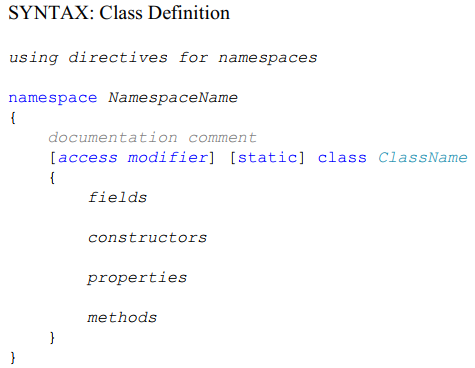 SYNTAX: Class Definition
using directives for namespaces
namespace NamespaceName
{
documentation comment
[access modifier] [static] class ClassName
{
fields
constructors
properties
methods
}
}